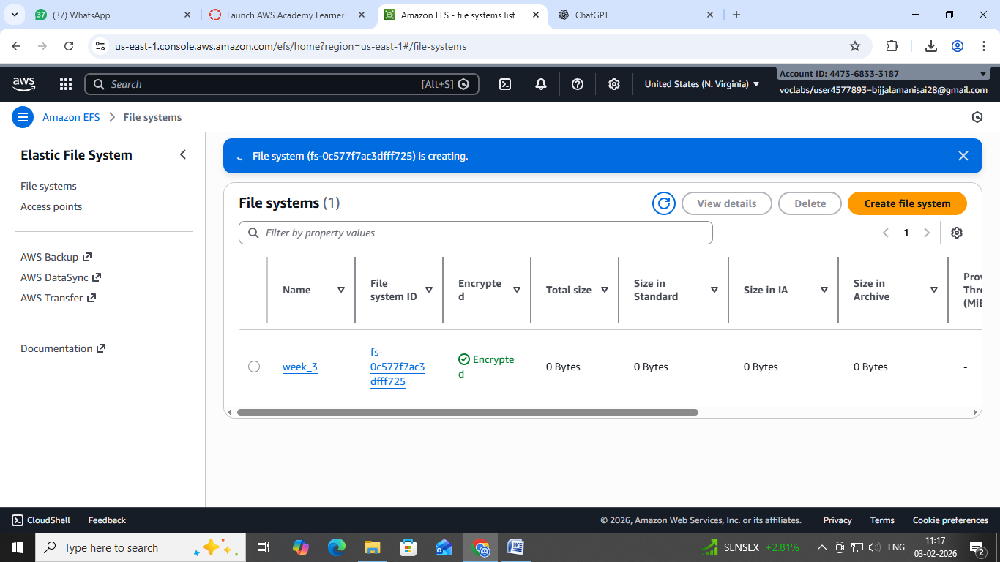 37
(37) WhatsApp
Launch AWS Academy Learner
Amazon EFS - file systems list
ChatGPT
us-east-1.console.aws.amazon.com/efs/home?region=us-east-1#/file-systems
aws
Search
[Alt+S]
United States (N. Virginia)
Account ID: 4473-6833-3187
voclabs/user4577893=bijjalamanisai28@gmail.com
Amazon EFS
File systems
Elastic File System
File systems
Access points
AWS Backup
AWS DataSync
AWS Transfer
Documentation
File system (fs-0c577f7ac3dfff725) is creating.
File systems (1)
View details
Delete
Create file system
Filter by property values
1
Name
File
system ID
Encrypte
d
Total size
Size in
Standard
Size in IA
Size in
Archive
Prov
Thr
(MiB
week_3
fs-
0c577f7ac3
dfff725
Encrypte
d
0 Bytes
0 Bytes
0 Bytes
0 Bytes
-
CloudShell
Feedback
© 2026, Amazon Web Services, Inc. or its affiliates.
Privacy
Terms
Cookie preferences
Type here to search
SENSEX +2.81%
ENG
11:17
03-02-2026
2